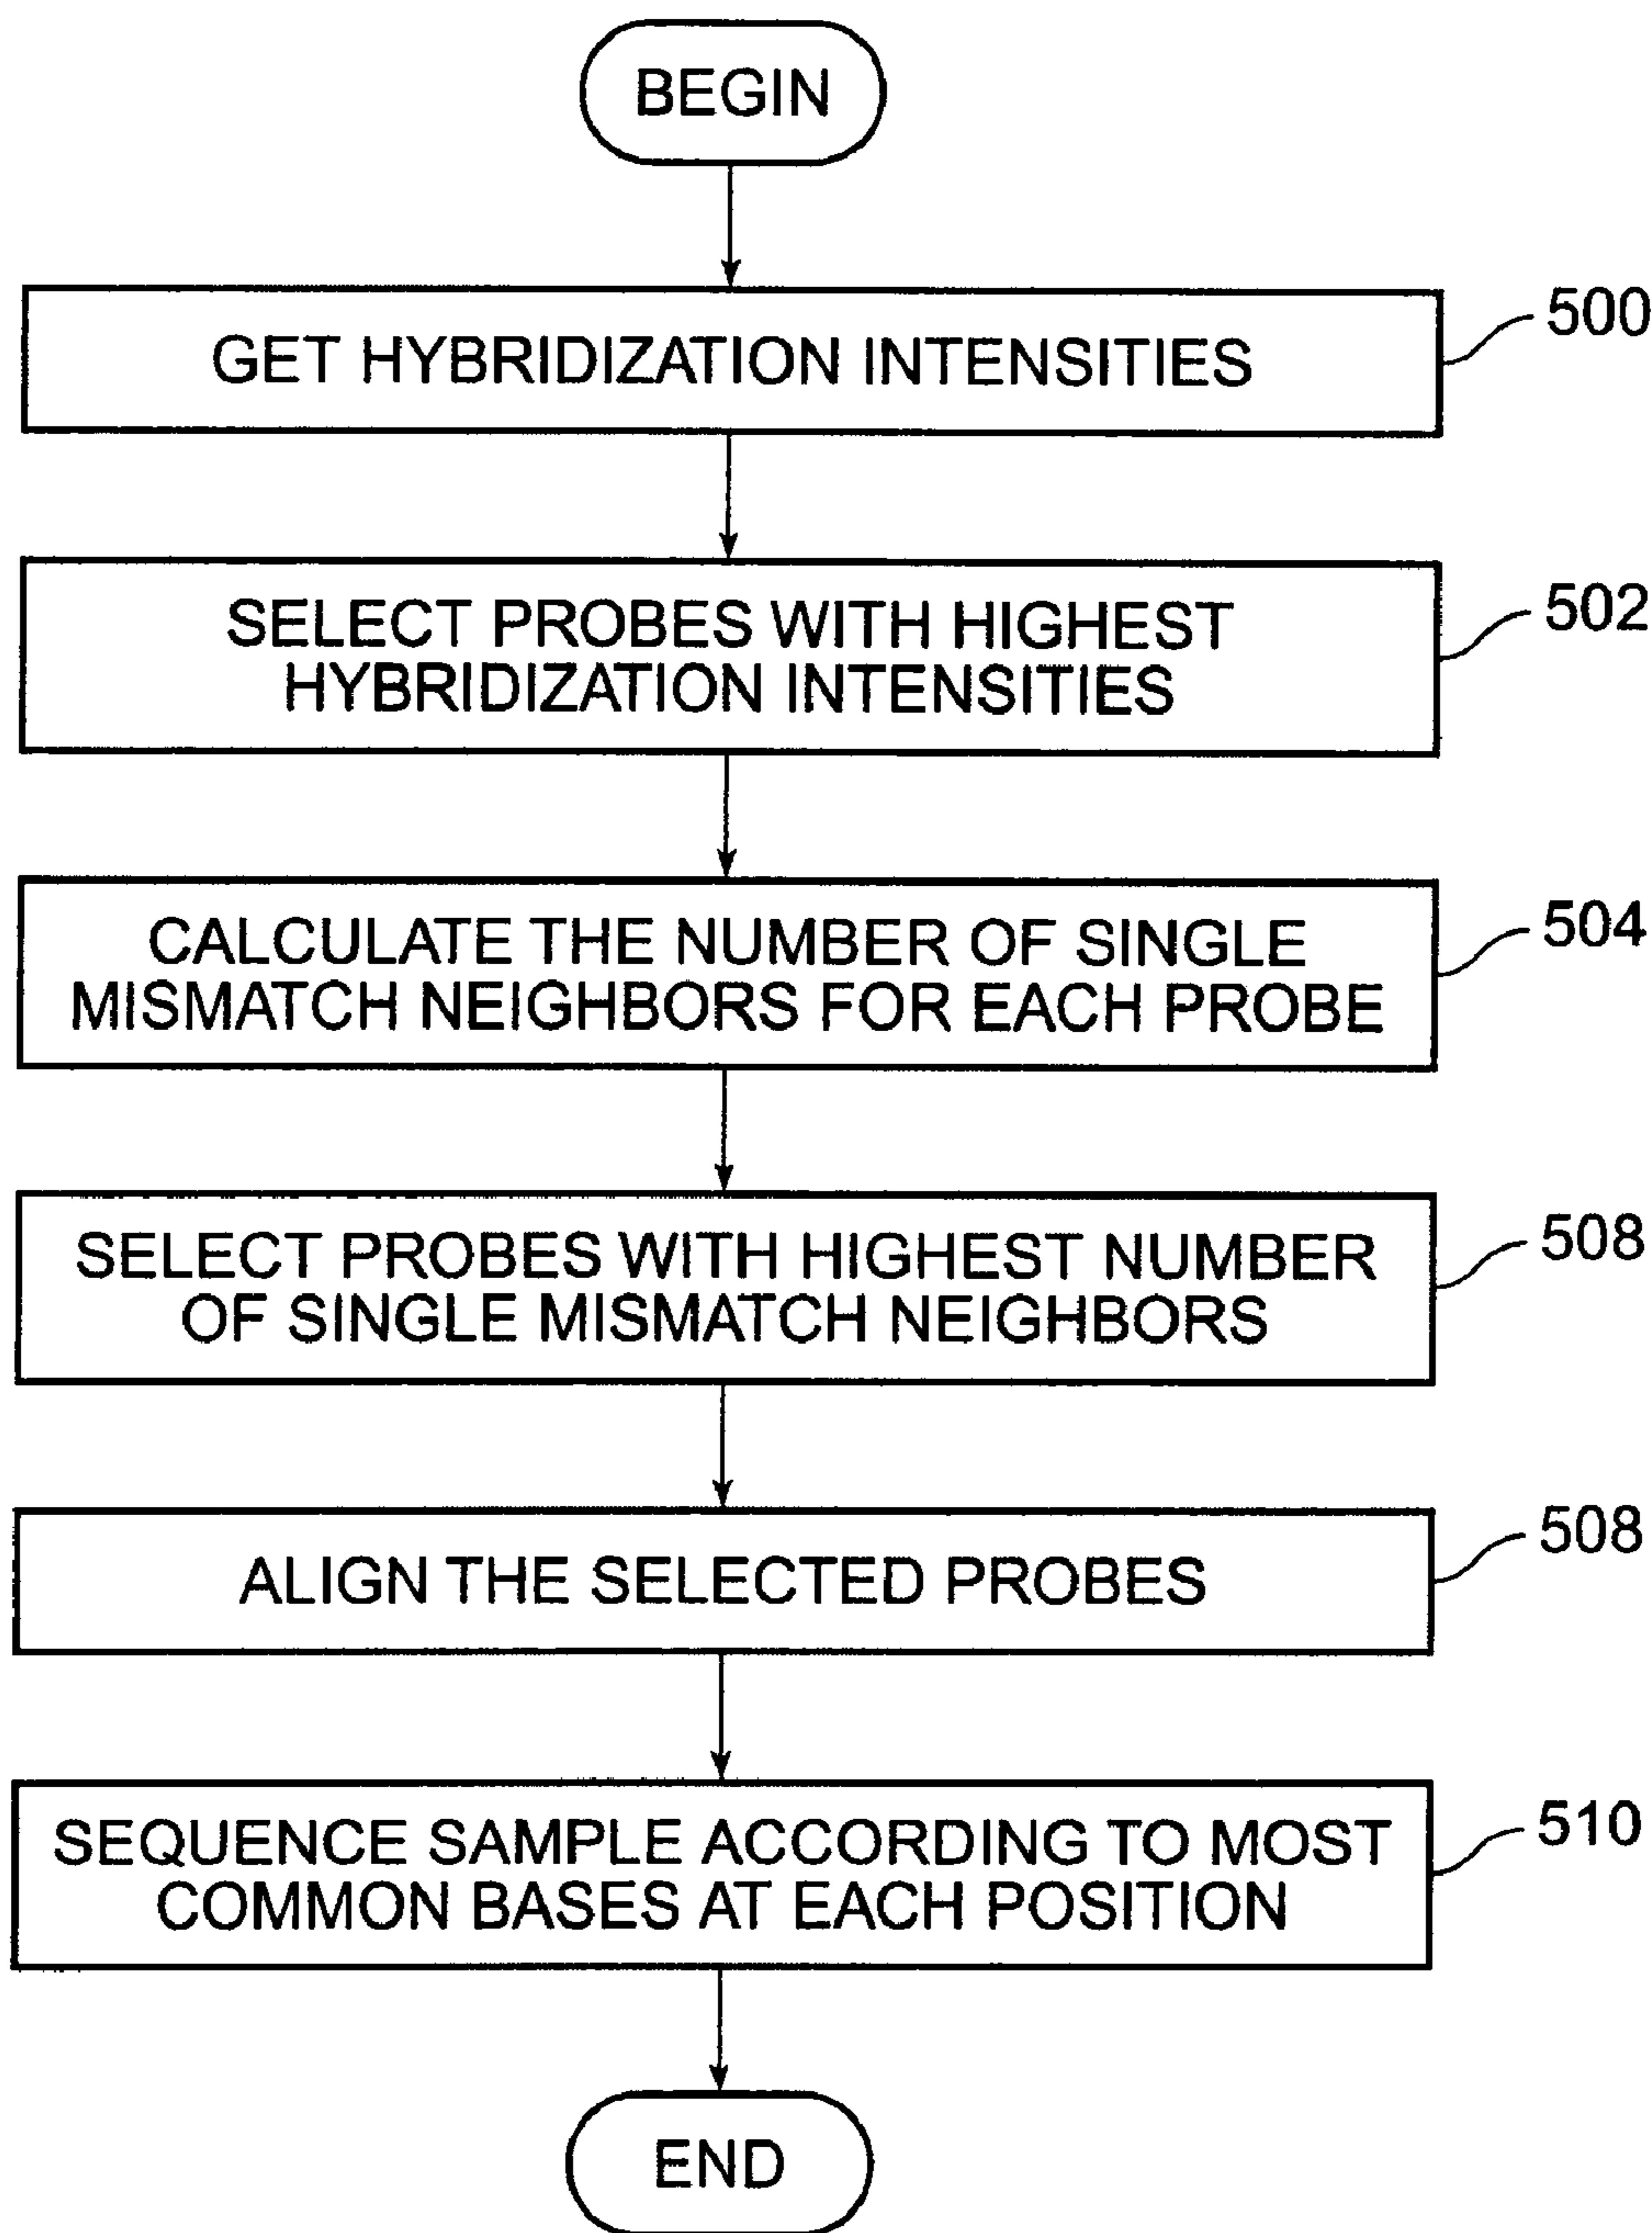 BEGIN
GET HYBRIDIZATION INTENSITIES
500
SELECT PROBES WITH HIGHEST
HYBRIDIZATION INTENSITIES
502
CALCULATE THE NUMBER OF SINGLE
MISMATCH NEIGHBORS FOR EACH PROBE
504
SELECT PROBES WITH HIGHEST NUMBER
OF SINGLE MISMATCH NEIGHBORS
508
ALIGN THE SELECTED PROBES
508
SEQUENCE SAMPLE ACCORDING TO MOST
COMMON BASES AT EACH POSITION
510
END